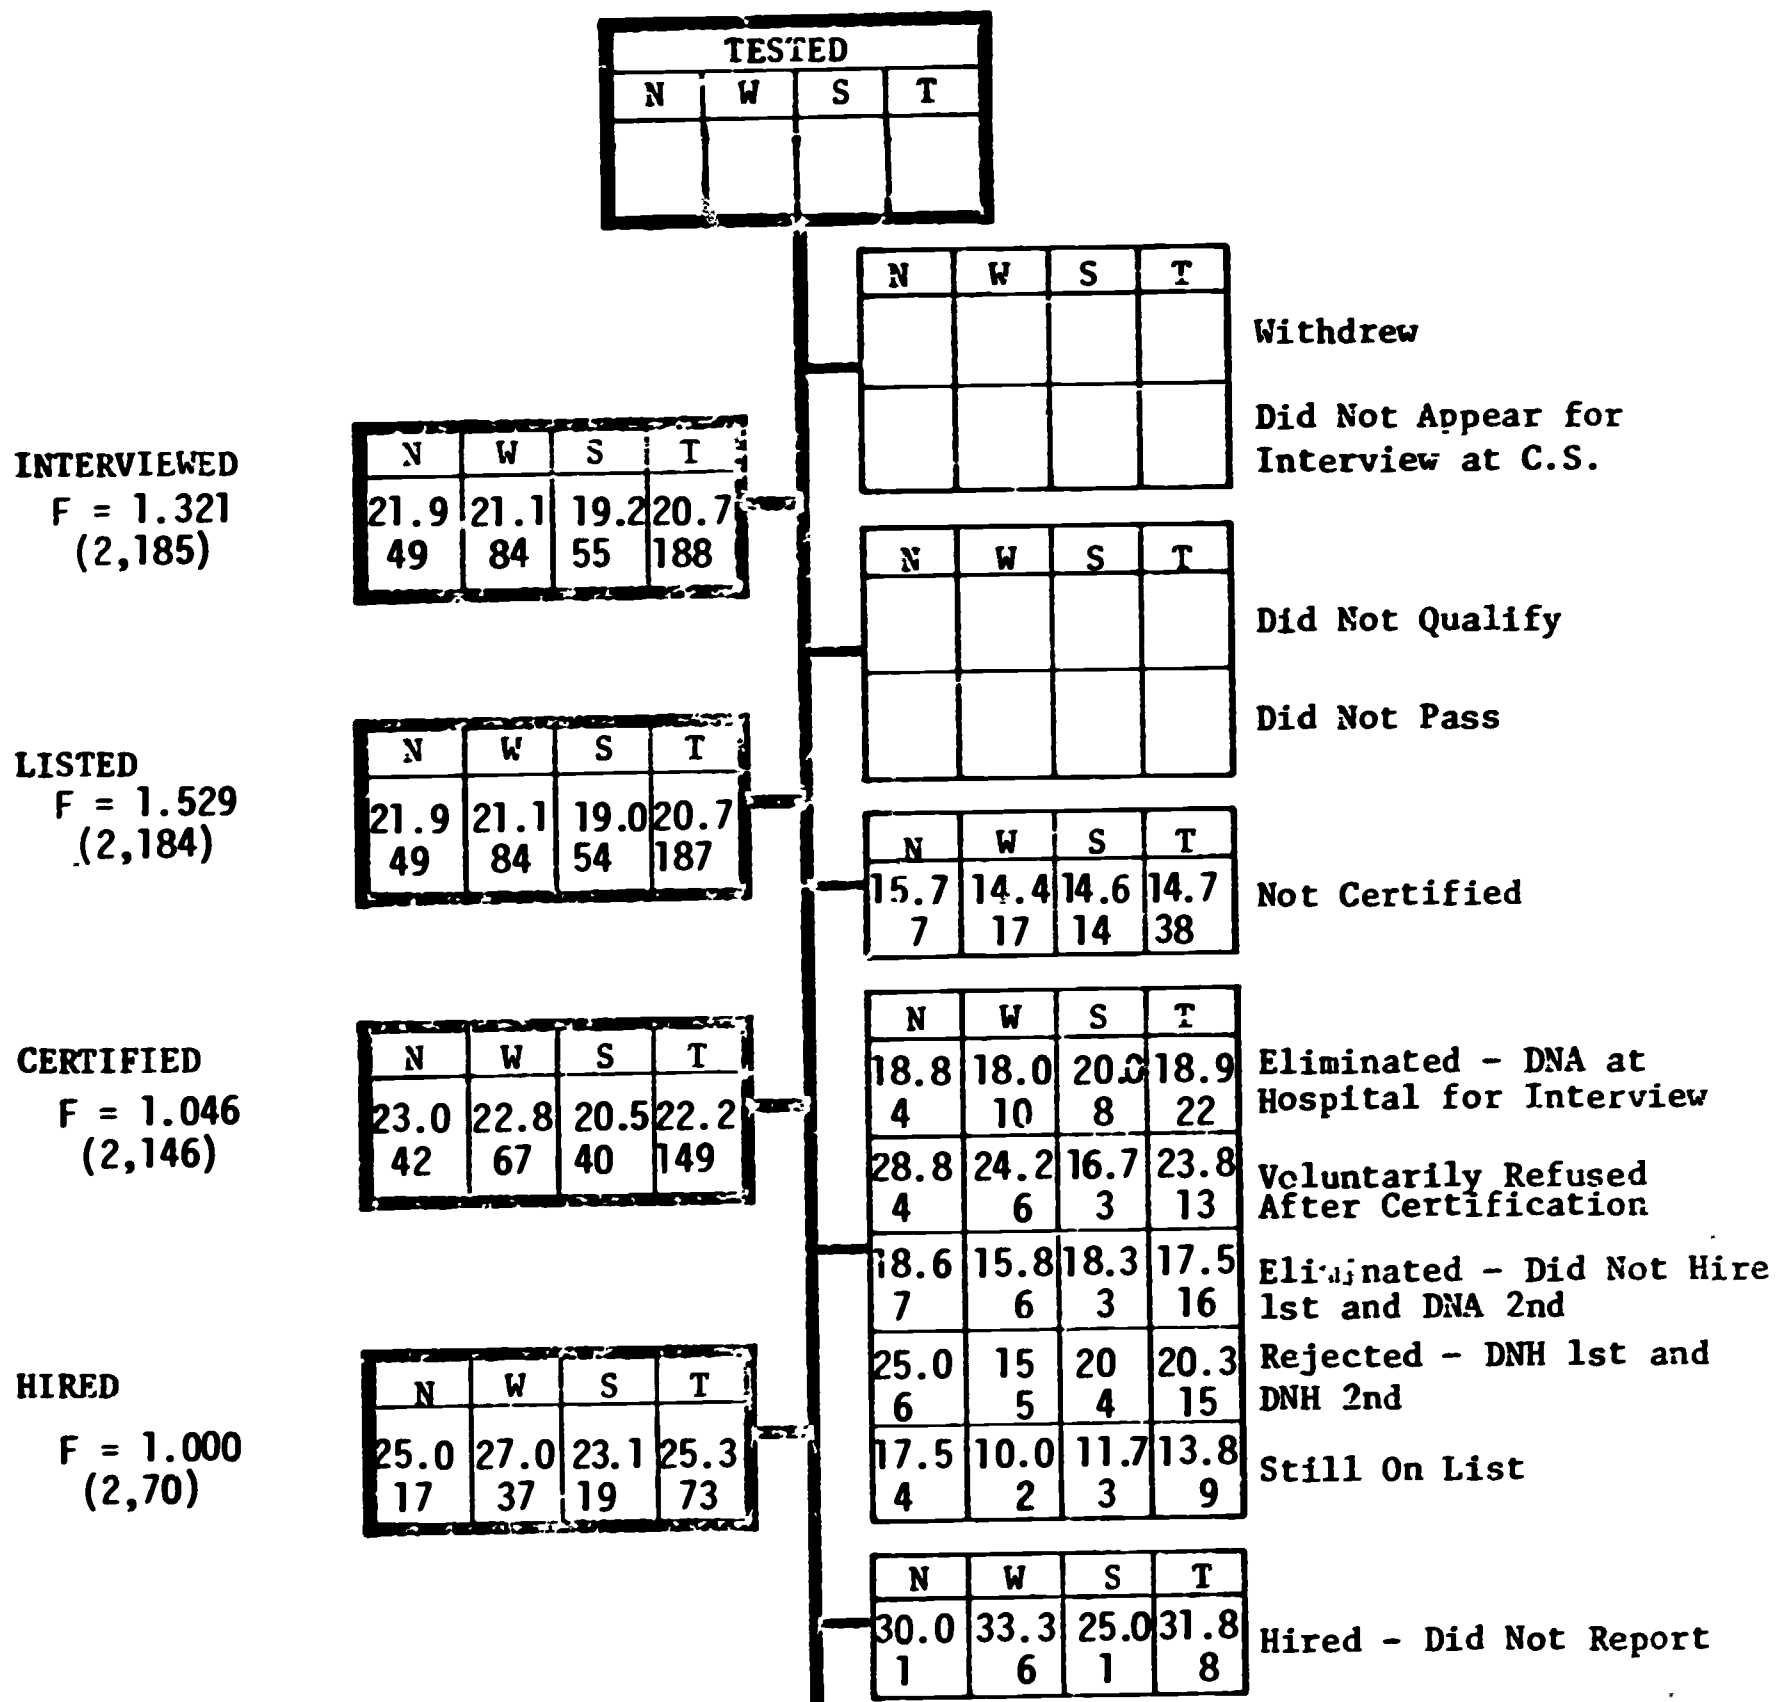 TESTED
N W S T
N W S T
Withdrew
Did Not Appear for
Interview at C.S.
INTERVIEWED
F = 1.321
(2,185)
N W S T
21.9 21.1 19.2 20.7
49 84 55 188
N W S T
Did Not Qualify
Did Not Pass
LISTED
F = 1.529
(2,184)
N W S T
21.9 21.1 19.0 20.7
49 84 54 187
N W S T
15.7 14.4 14.6 14.7
7 17 14 38
Not Certified
CERTIFIED
F = 1.046
(2,146)
N W S T
23.0 22.8 20.5 22.2
42 67 40 149
N W S T
18.8 18.0 20.0 18.9
4 10 8 22
Eliminated - DNA at
Hospital for Interview
28.8 24.2 16.7 23.8
4 6 3 13
Voluntarily Refused
After Certification
18.6 15.8 18.3 17.5
7 6 3 16
Eliminated - Did Not Hire
1st and DNA 2nd
25.0 15 20 20.3
6 5 4 15
Rejected - DNH 1st and
DNH 2nd
17.5 10.0 11.7 13.8
4 2 3 9
Still On List
HIRED
F = 1.000
(2,70)
N W S T
25.0 27.0 23.1 25.3
17 37 19 73
N W S T
30.0 33.3 25.0 31.8
1 6 1 8
Hired - Did Not Report